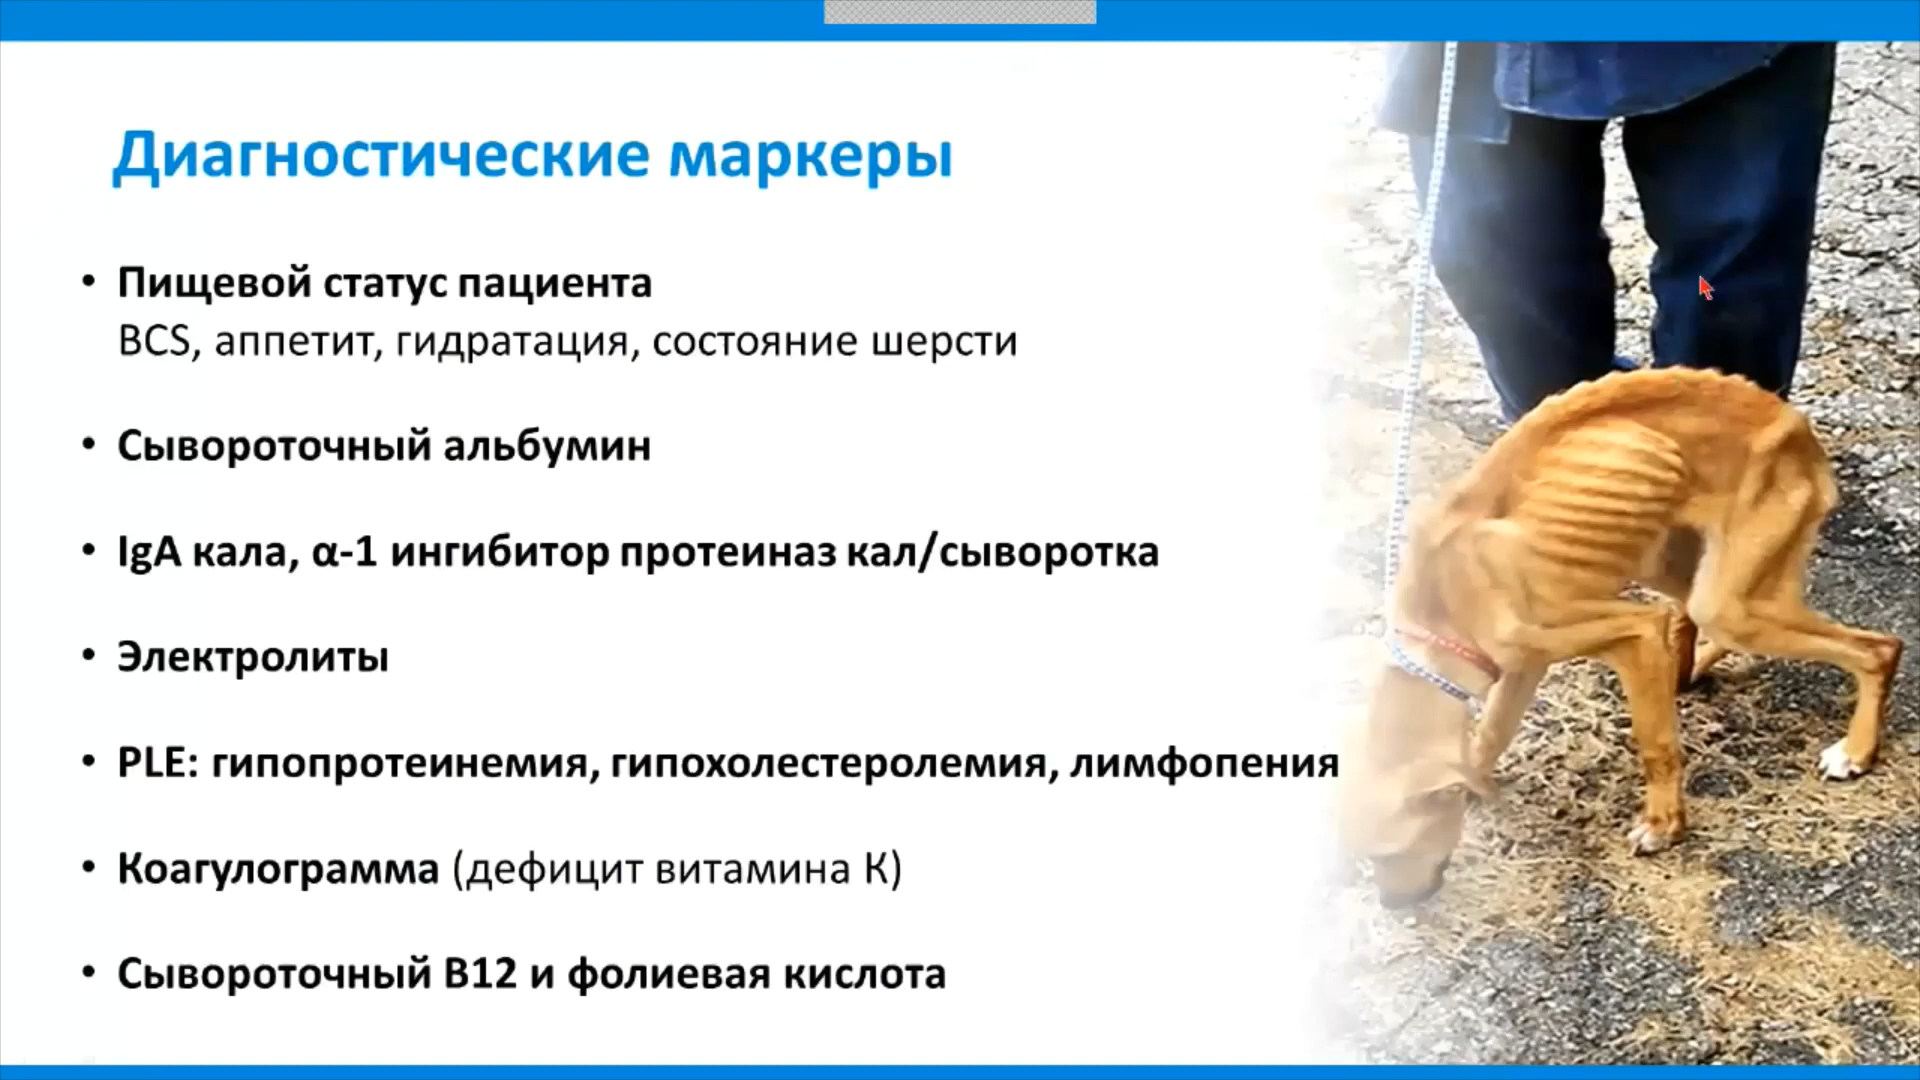 Диагностические маркеры
• Пищевой статус пациента
BCS, аппетит, гидратация, состояние шерсти
• Сывороточный альбумин
• IgA кала, α-1 ингибитор протеиназ кал/сыворотка
• Электролиты
• PLE: гипопротеинемия, гипохолестеролемия, лимфопения
• Коагулограмма (дефицит витамина К)
• Сывороточный В12 и фолиевая кислота